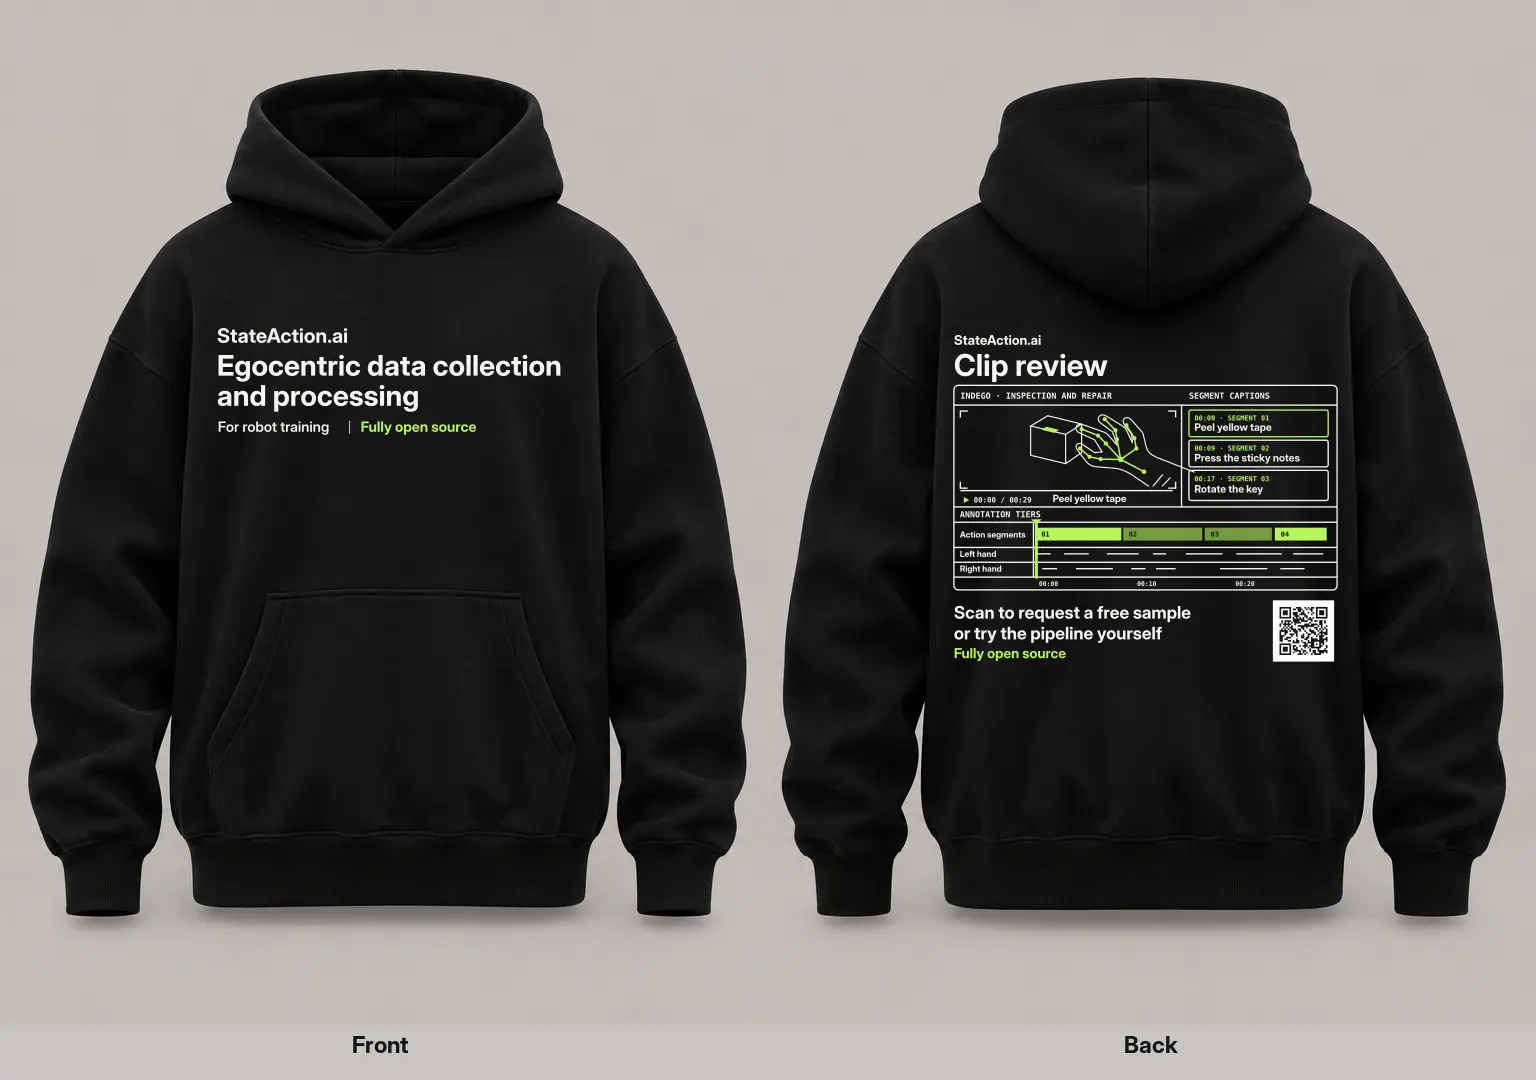 StateAction.ai
Egocentric data collection
and processing
For robot training | Fully open source
StateAction.ai
Clip review
INDEGO · INSPECTION AND REPAIR
SEGMENT CAPTIONS
00:00 · SEGMENT 01
Peel yellow tape
00:09 · SEGMENT 02
Press the sticky notes
00:17 · SEGMENT 03
Rotate the key
▶ 00:00 / 00:29 Peel yellow tape
ANNOTATION TIERS
Action segments 01 02 03 04
Left hand
Right hand
00:00 00:10 00:20
Scan to request a free sample
or try the pipeline yourself
Fully open source
Front
Back